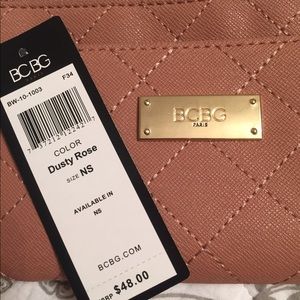 BCBG
BW-10-1003 F34
COLOR
Dusty Rose
SIZE NS
AVAILABLE IN
NS
BCBG.COM
MSRP $48.00
BCBG
PARIS